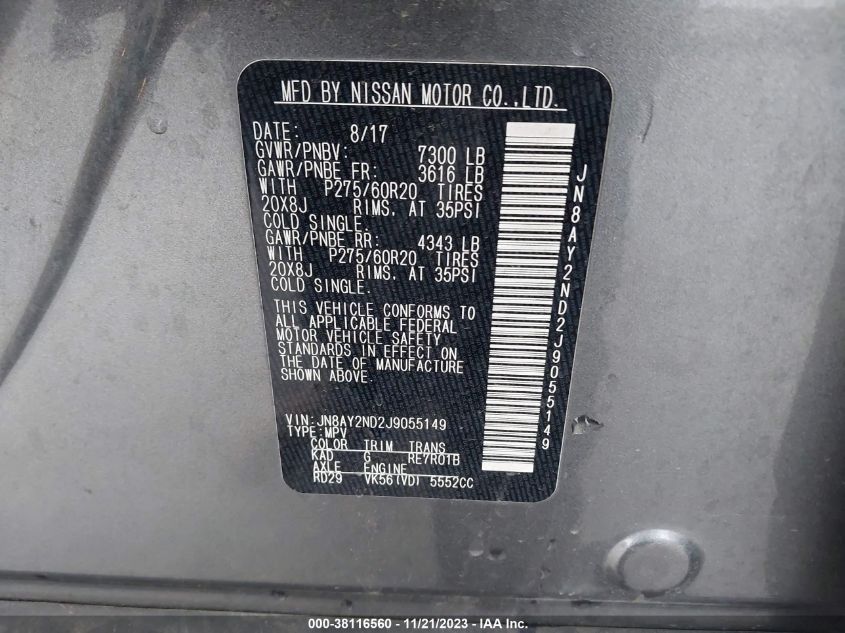 MFD BY NISSAN MOTOR CO.,LTD.
DATE: 8/17
GVWR/PNBV: 7300 LB
GAWR/PNBE FR: 3616 LB
WITH P275/60R20 TIRES
20X8J RIMS, AT 35PSI
COLD SINGLE.
GAWR/PNBE RR: 4343 LB
WITH P275/60R20 TIRES
20X8J RIMS, AT 35PSI
COLD SINGLE.
THIS VEHICLE CONFORMS TO
ALL APPLICABLE FEDERAL
MOTOR VEHICLE SAFETY
STANDARDS IN EFFECT ON
THE DATE OF MANUFACTURE
SHOWN ABOVE.
VIN:JN8AY2ND2J9055149
TYPE:MPV
COLOR TRIM TRANS
KAD G RE7R01B
AXLE ENGINE
RD29 VK56(VD) 5552CC
JN8AY2ND2J9055149
000-38116560 - 11/21/2023 - IAA Inc.